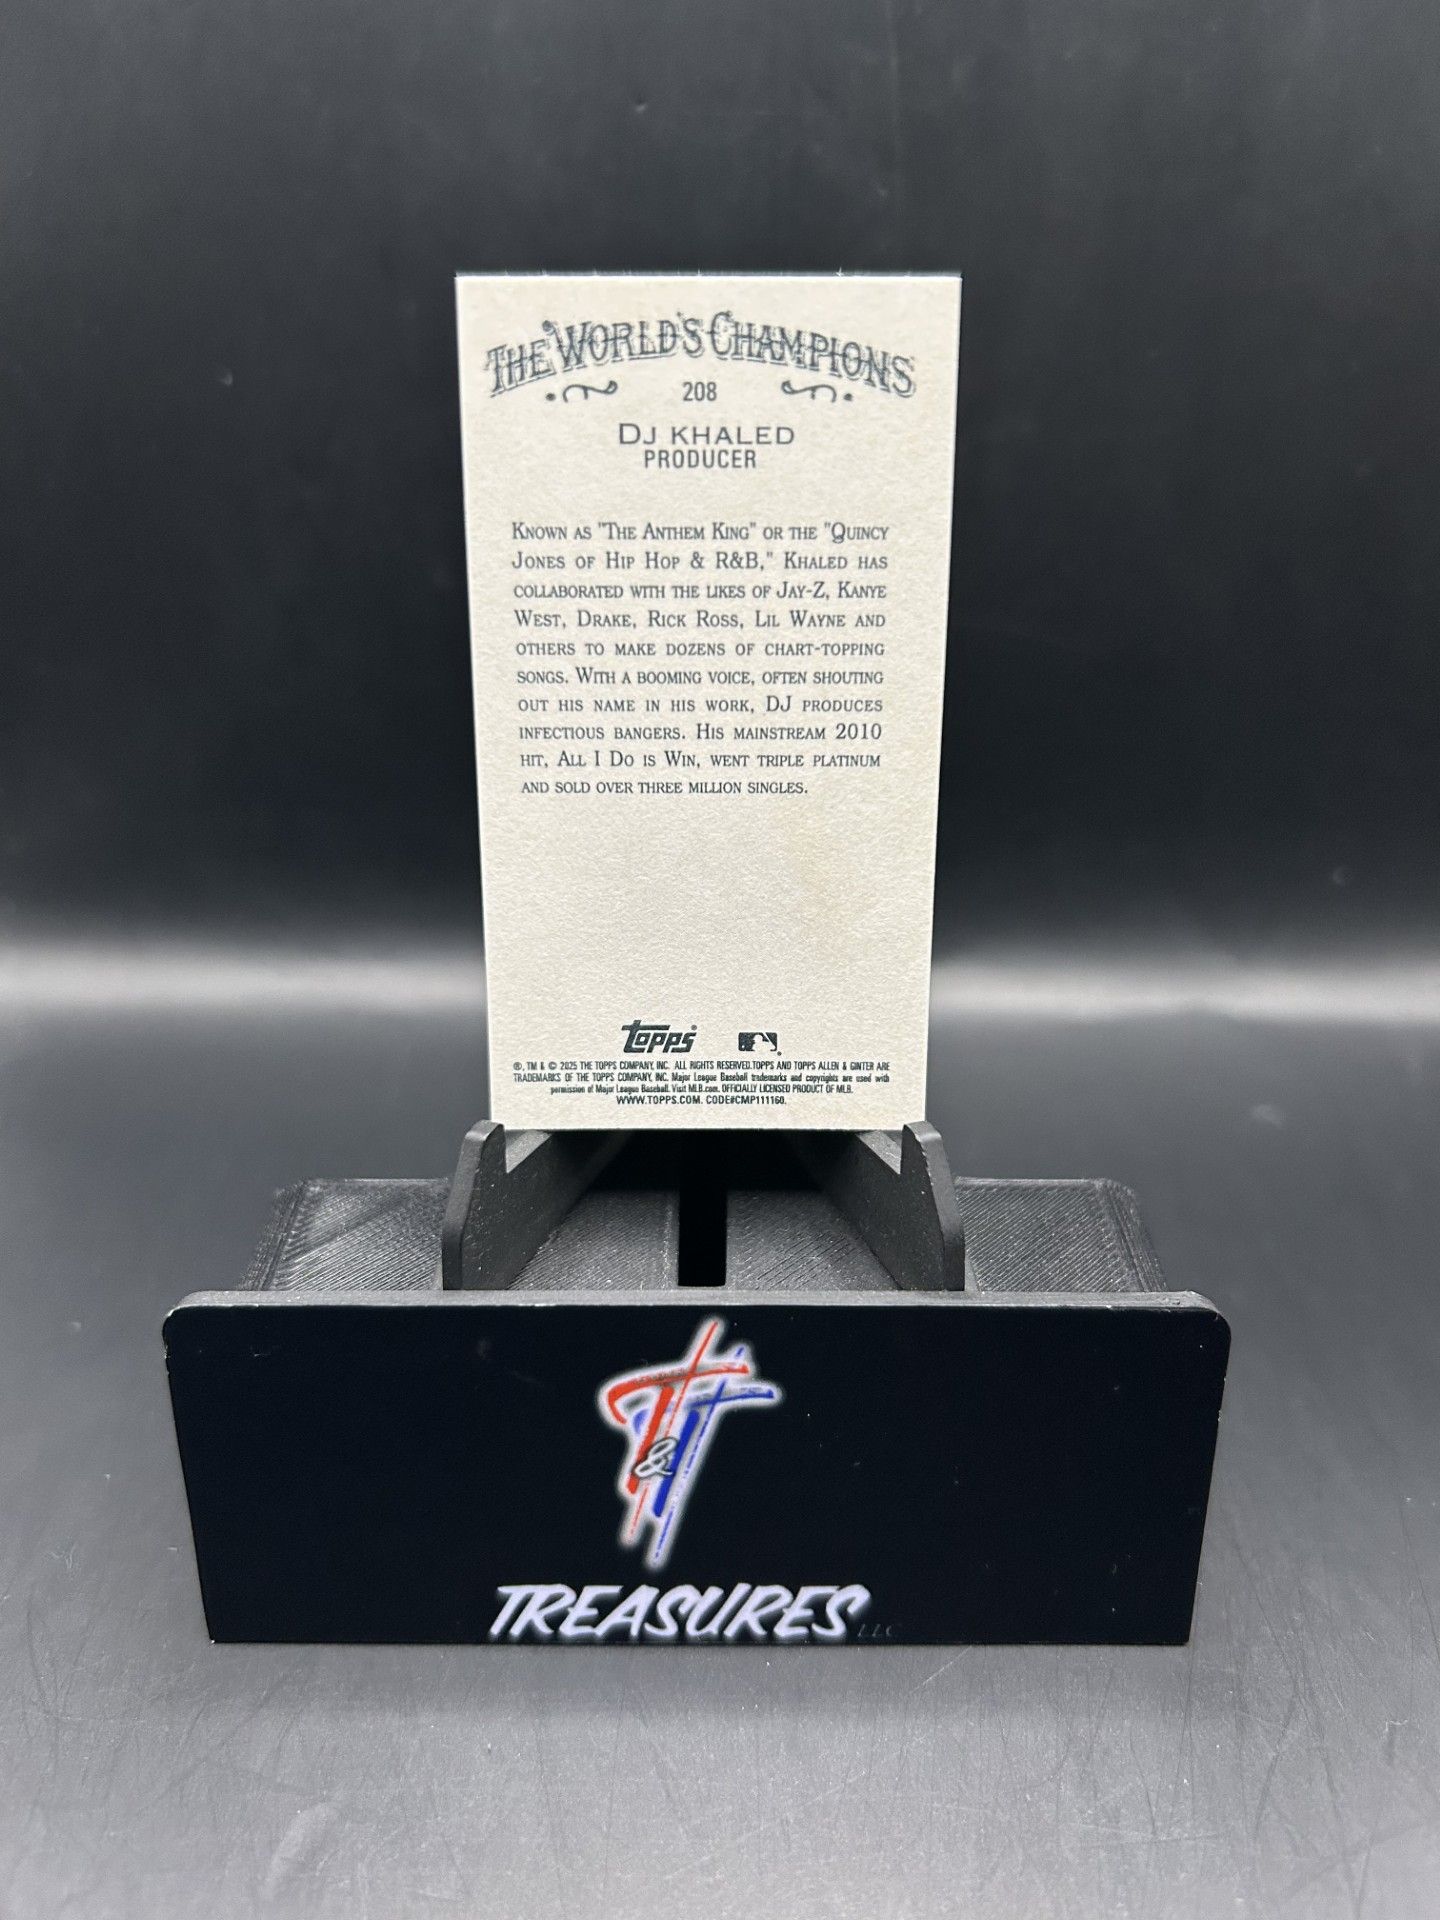 THE WORLD'S CHAMPIONS
208
DJ KHALED
PRODUCER
KNOWN AS "THE ANTHEM KING" OR THE "QUINCY
JONES OF HIP HOP & R&B," KHALED HAS
COLLABORATED WITH THE LIKES OF JAY-Z, KANYE
WEST, DRAKE, RICK ROSS, LIL WAYNE AND
OTHERS TO MAKE DOZENS OF CHART-TOPPING
SONGS. WITH A BOOMING VOICE, OFTEN SHOUTING
OUT HIS NAME IN HIS WORK, DJ PRODUCES
INFECTIOUS BANGERS. HIS MAINSTREAM 2010
HIT, ALL I DO IS WIN, WENT TRIPLE PLATINUM
AND SOLD OVER THREE MILLION SINGLES.
topps®
®, TM & © 2025 THE TOPPS COMPANY, INC. ALL RIGHTS RESERVED.TOPPS AND TOPPS ALLEN & GINTER ARE
TRADEMARKS OF THE TOPPS COMPANY, INC. Major League Baseball trademarks and copyrights are used with
permission of Major League Baseball. Visit MLB.com. OFFICIALLY LICENSED PRODUCT OF MLB.
WWW.TOPPS.COM. CODE#CMP111160.
T&T
TREASURES LLC